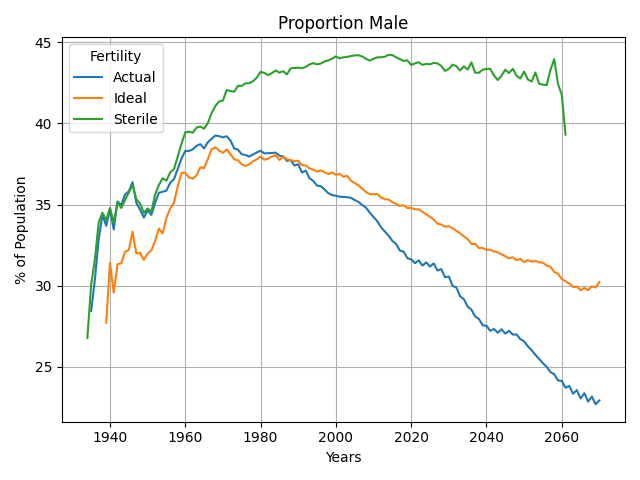 Proportion Male
Fertility
Actual
Ideal
Sterile
% of Population
45
40
35
30
25
1940 1960 1980 2000 2020 2040 2060
Years